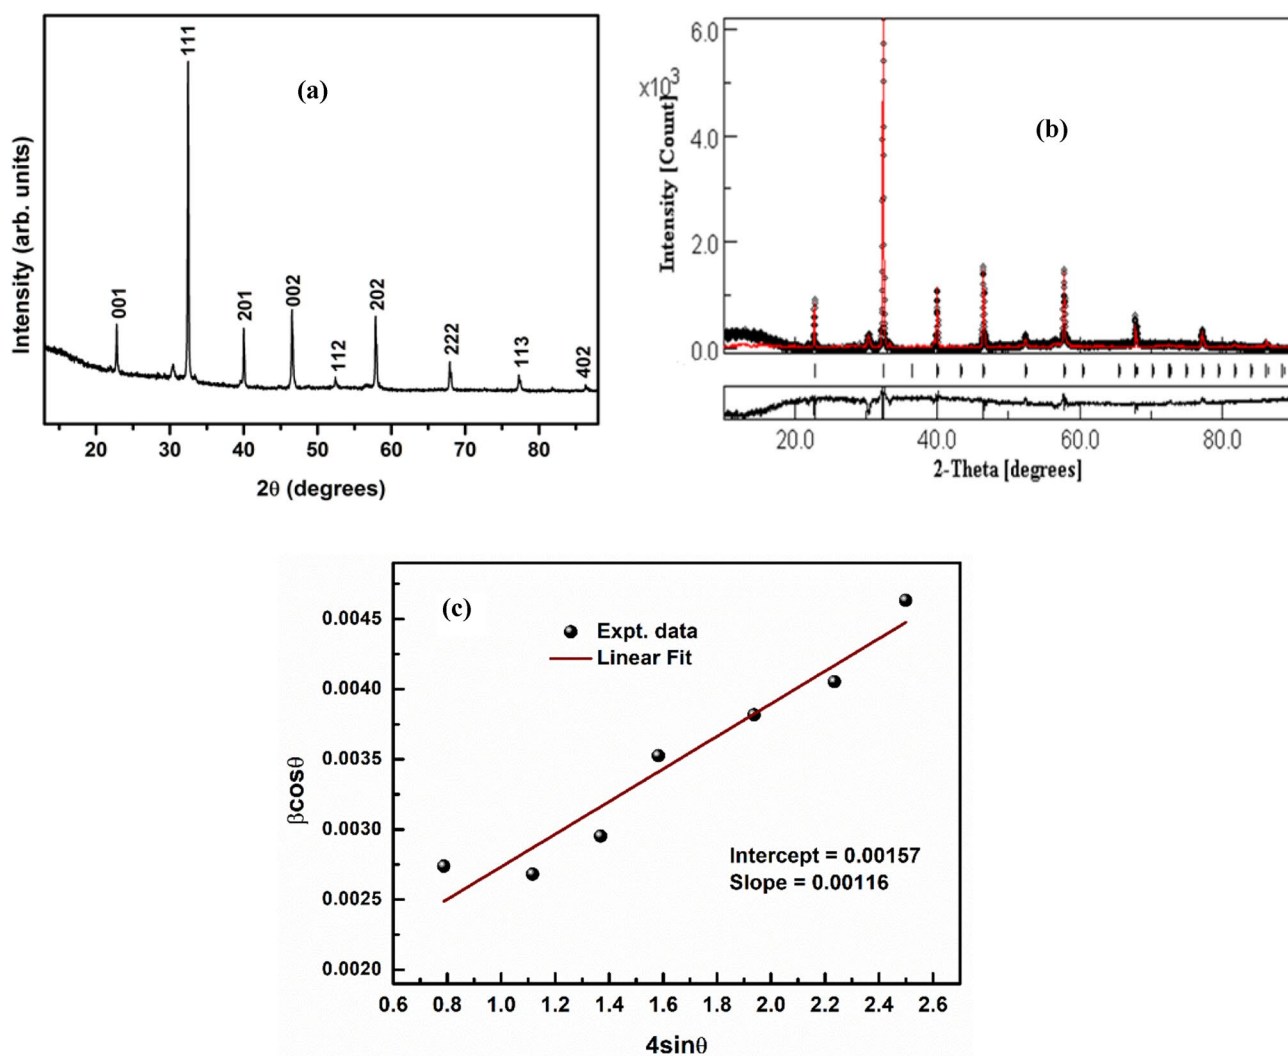 (a)
Intensity (arb. units)
001
111
201
002
112
202
222
113
402
20 30 40 50 60 70 80
2θ (degrees)
(b)
Intensity [Count]
x10^3
6.0
4.0
2.0
0.0
20.0 40.0 60.0 80.0
2-Theta [degrees]
(c)
Expt. data
Linear Fit
βcosθ
0.0045
0.0040
0.0035
0.0030
0.0025
0.0020
Intercept = 0.00157
Slope = 0.00116
0.6 0.8 1.0 1.2 1.4 1.6 1.8 2.0 2.2 2.4 2.6
4sinθ